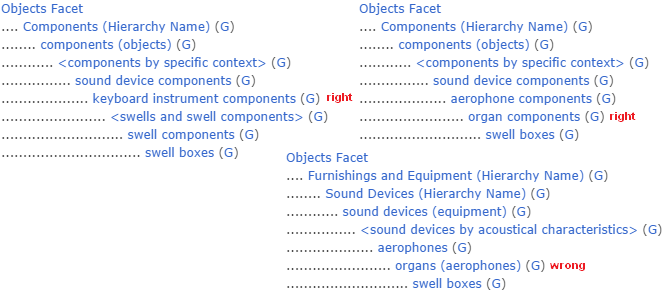 Objects Facet
.... Components (Hierarchy Name) (G)
........ components (objects) (G)
............ <components by specific context> (G)
................ sound device components (G)
.................... keyboard instrument components (G) right
........................ <swells and swell components> (G)
............................ swell components (G)
................................ swell boxes (G)
Objects Facet
.... Components (Hierarchy Name) (G)
........ components (objects) (G)
............ <components by specific context> (G)
................ sound device components (G)
.................... aerophone components (G)
........................ organ components (G) right
............................ swell boxes (G)
Objects Facet
.... Furnishings and Equipment (Hierarchy Name) (G)
........ Sound Devices (Hierarchy Name) (G)
............ sound devices (equipment) (G)
................ <sound devices by acoustical characteristics> (G)
.................... aerophones (G)
........................ organs (aerophones) (G) wrong
............................ swell boxes (G)